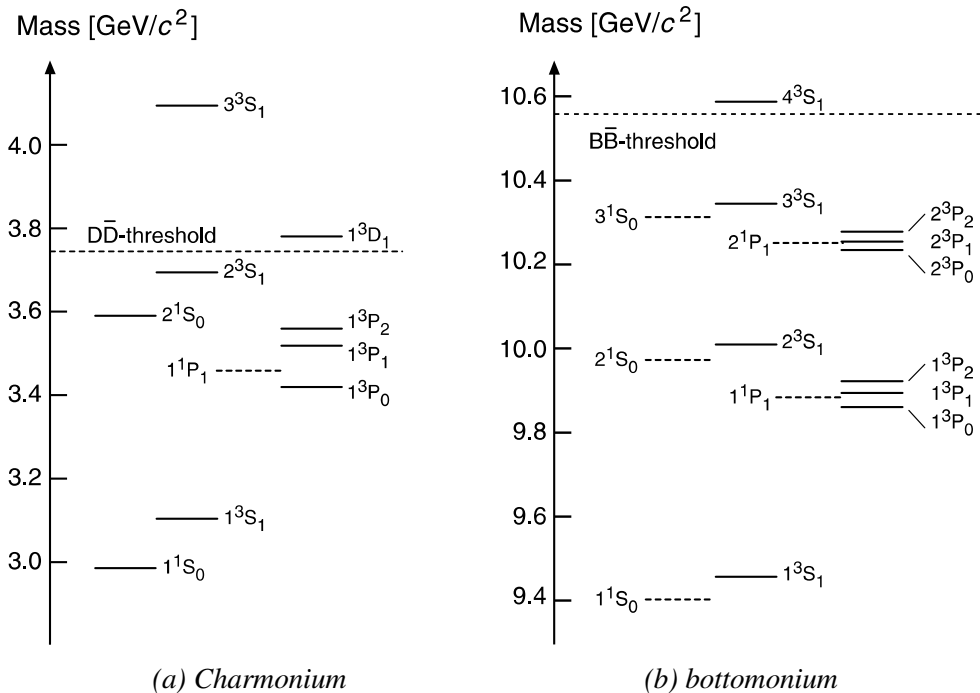 Mass [GeV/c²]
3³S₁
4.0
3.8
DD̄-threshold
1³D₁
2³S₁
3.6
2¹S₀
1³P₂
1³P₁
1¹P₁
3.4
1³P₀
3.2
1³S₁
3.0
1¹S₀
(a) Charmonium
Mass [GeV/c²]
10.6
4³S₁
BB̄-threshold
10.4
3¹S₀
3³S₁
2³P₂
2¹P₁
2³P₁
10.2
2³P₀
10.0
2³S₁
2¹S₀
1³P₂
1¹P₁
1³P₁
1³P₀
9.8
9.6
1³S₁
9.4
1¹S₀
(b) bottomonium